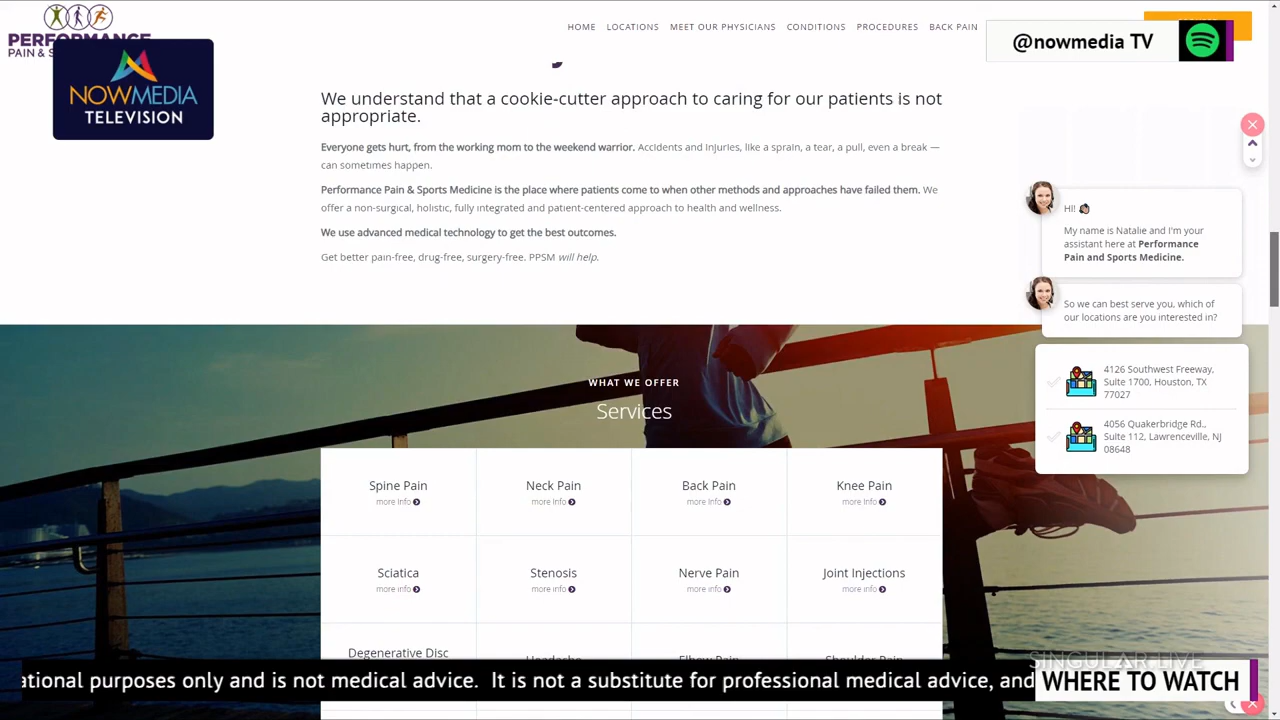 PERFORMANCE
PAIN & S
HOME LOCATIONS MEET OUR PHYSICIANS CONDITIONS PROCEDURES BACK PAIN
@nowmedia TV
NOWMEDIA
TELEVISION
We understand that a cookie-cutter approach to caring for our patients is not
appropriate.
Everyone gets hurt, from the working mom to the weekend warrior. Accidents and injuries, like a sprain, a tear, a pull, even a break —
can sometimes happen.
Performance Pain & Sports Medicine is the place where patients come to when other methods and approaches have failed them. We
offer a non-surgical, holistic, fully integrated and patient-centered approach to health and wellness.
We use advanced medical technology to get the best outcomes.
Get better pain-free, drug-free, surgery-free. PPSM will help.
HI!
My name is Natalie and I'm your
assistant here at Performance
Pain and Sports Medicine.
So we can best serve you, which of
our locations are you interested in?
4126 Southwest Freeway,
Suite 1700, Houston, TX
77027
4056 Quakerbridge Rd.,
Suite 112, Lawrenceville, NJ
08648
WHAT WE OFFER
Services
Spine Pain Neck Pain Back Pain Knee Pain
more info more info more info more info
Sciatica Stenosis Nerve Pain Joint Injections
more info more info more info more info
Degenerative Disc
Headache Elbow Pain Shoulder Pain
SINGULAR.LIVE
ational purposes only and is not medical advice. It is not a substitute for professional medical advice, and
WHERE TO WATCH